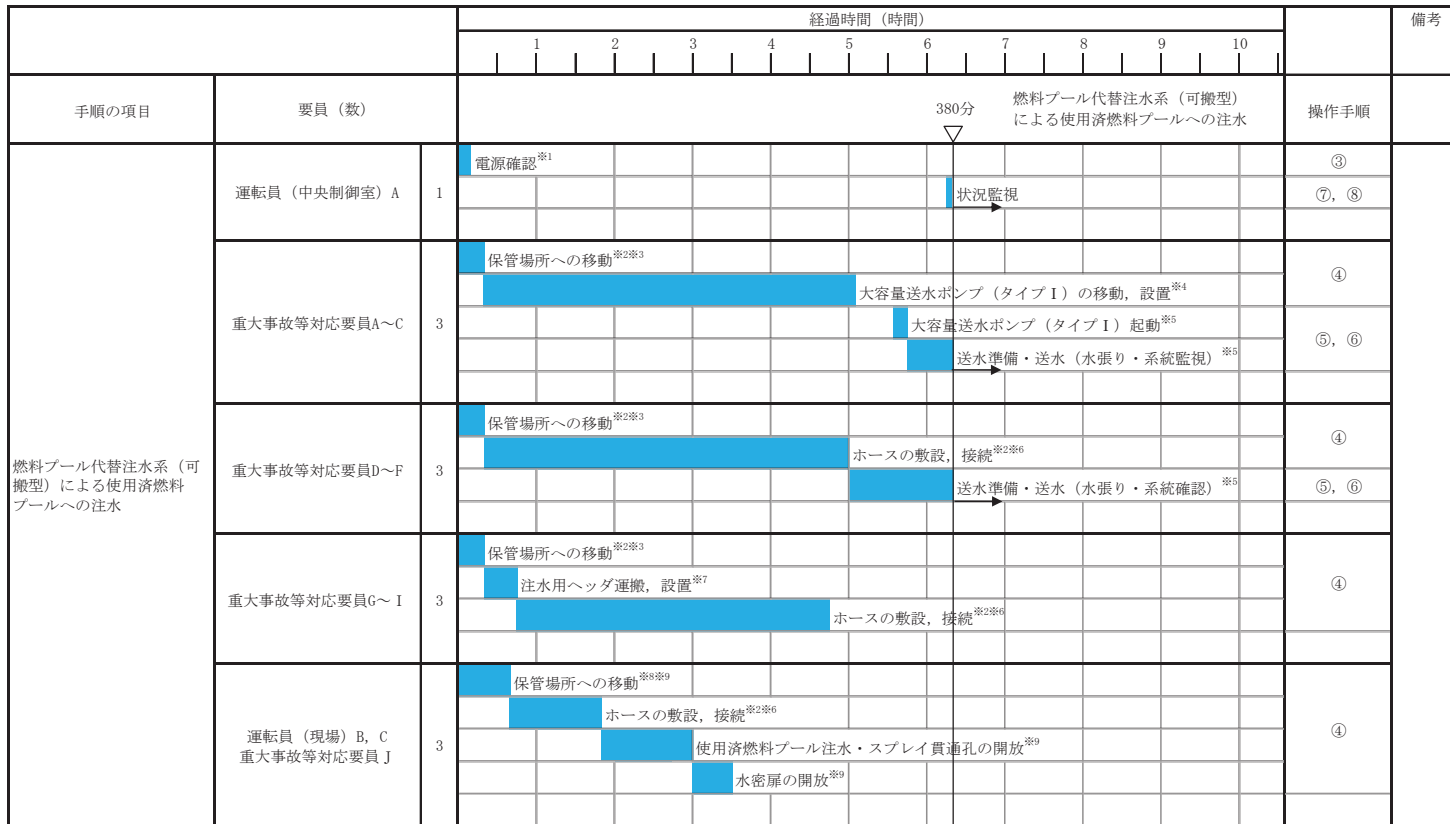 経過時間（時間）
備考
1 2 3 4 5 6 7 8 9 10
手順の項目
要員（数）
380分
燃料プール代替注水系（可搬型）
による使用済燃料プールへの注水
操作手順
燃料プール代替注水系（可
搬型）による使用済燃料
プールへの注水
運転員（中央制御室）A
1
電源確認※1
③
状況監視
⑦，⑧
重大事故等対応要員A～C
3
保管場所への移動※2※3
大容量送水ポンプ（タイプⅠ）の移動，設置※4
④
大容量送水ポンプ（タイプⅠ）起動※5
送水準備・送水（水張り・系統監視）※5
⑤，⑥
重大事故等対応要員D～F
3
保管場所への移動※2※3
ホースの敷設，接続※2※6
④
送水準備・送水（水張り・系統確認）※5
⑤，⑥
重大事故等対応要員G～I
3
保管場所への移動※2※3
注水用ヘッダ運搬，設置※7
ホースの敷設，接続※2※6
④
運転員（現場）B，C
重大事故等対応要員J
3
保管場所への移動※8※9
ホースの敷設，接続※2※6
使用済燃料プール注水・スプレイ貫通孔の開放※9
水密扉の開放※9
④